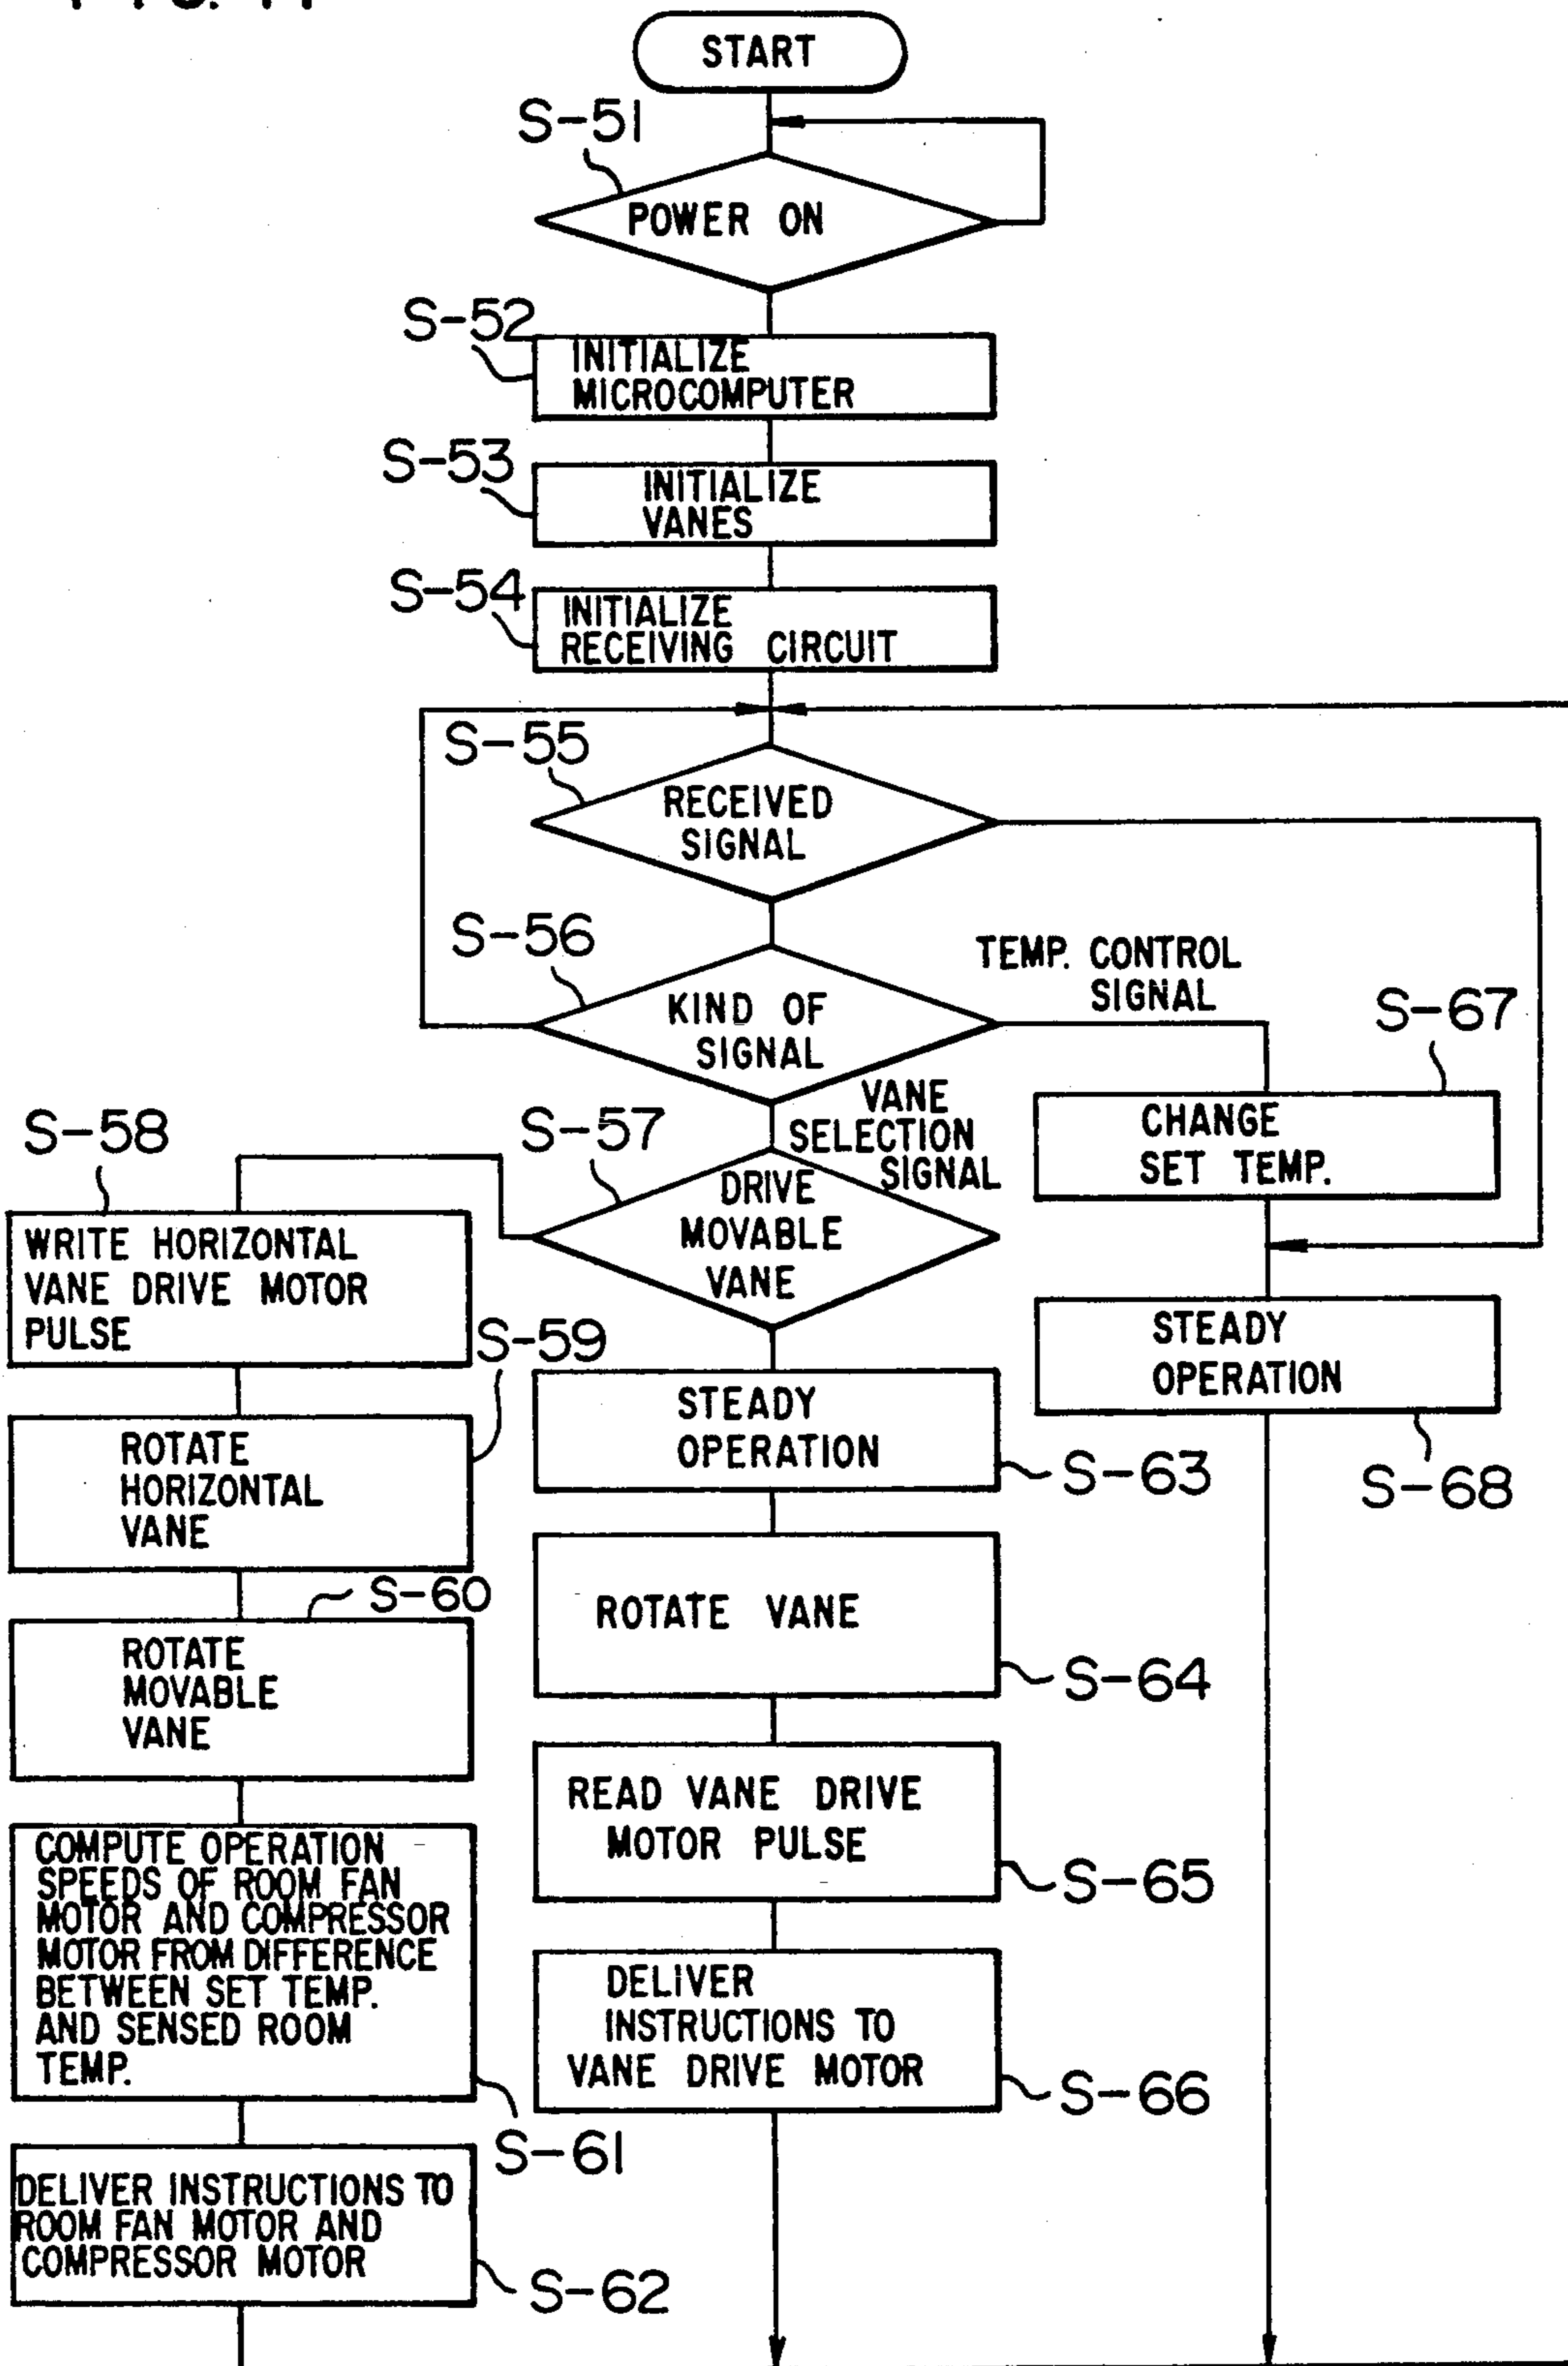 START
S-51
POWER ON
S-52
INITIALIZE
MICROCOMPUTER
S-53
INITIALIZE
VANES
S-54
INITIALIZE
RECEIVING CIRCUIT
S-55
RECEIVED
SIGNAL
S-56
KIND OF
SIGNAL
TEMP. CONTROL
SIGNAL
S-67
CHANGE
SET TEMP.
VANE
SELECTION
SIGNAL
S-57
DRIVE
MOVABLE
VANE
S-58
WRITE HORIZONTAL
VANE DRIVE MOTOR
PULSE
S-59
ROTATE
HORIZONTAL
VANE
S-60
ROTATE
MOVABLE
VANE
COMPUTE OPERATION
SPEEDS OF ROOM FAN
MOTOR AND COMPRESSOR
MOTOR FROM DIFFERENCE
BETWEEN SET TEMP.
AND SENSED ROOM
TEMP.
S-61
DELIVER INSTRUCTIONS TO
ROOM FAN MOTOR AND
COMPRESSOR MOTOR
S-62
STEADY
OPERATION
S-63
ROTATE VANE
S-64
READ VANE DRIVE
MOTOR PULSE
S-65
DELIVER
INSTRUCTIONS TO
VANE DRIVE MOTOR
S-66
STEADY
OPERATION
S-68